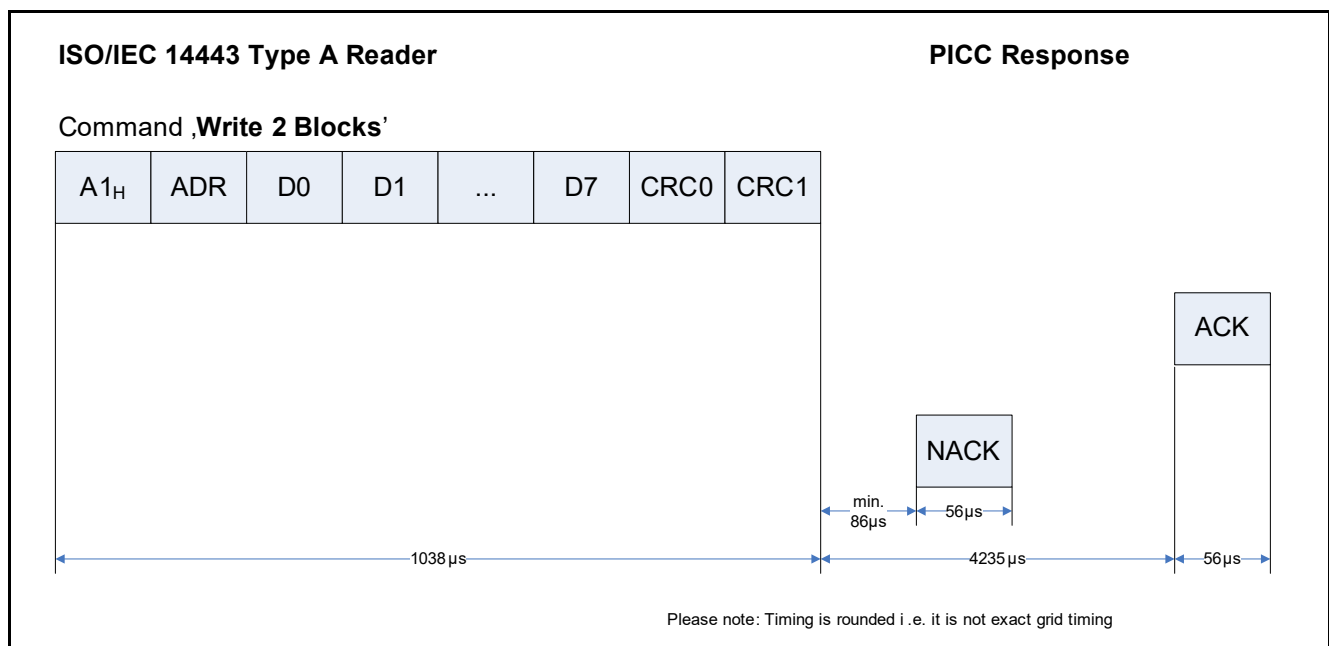 ISO/IEC 14443 Type A Reader PICC Response
Command ‚Write 2 Blocks‘
A1H ADR D0 D1 ... D7 CRC0 CRC1
ACK
NACK
min.
86µs 56µs
1038µs 4235µs 56µs
Please note: Timing is rounded i .e. it is not exact grid timing